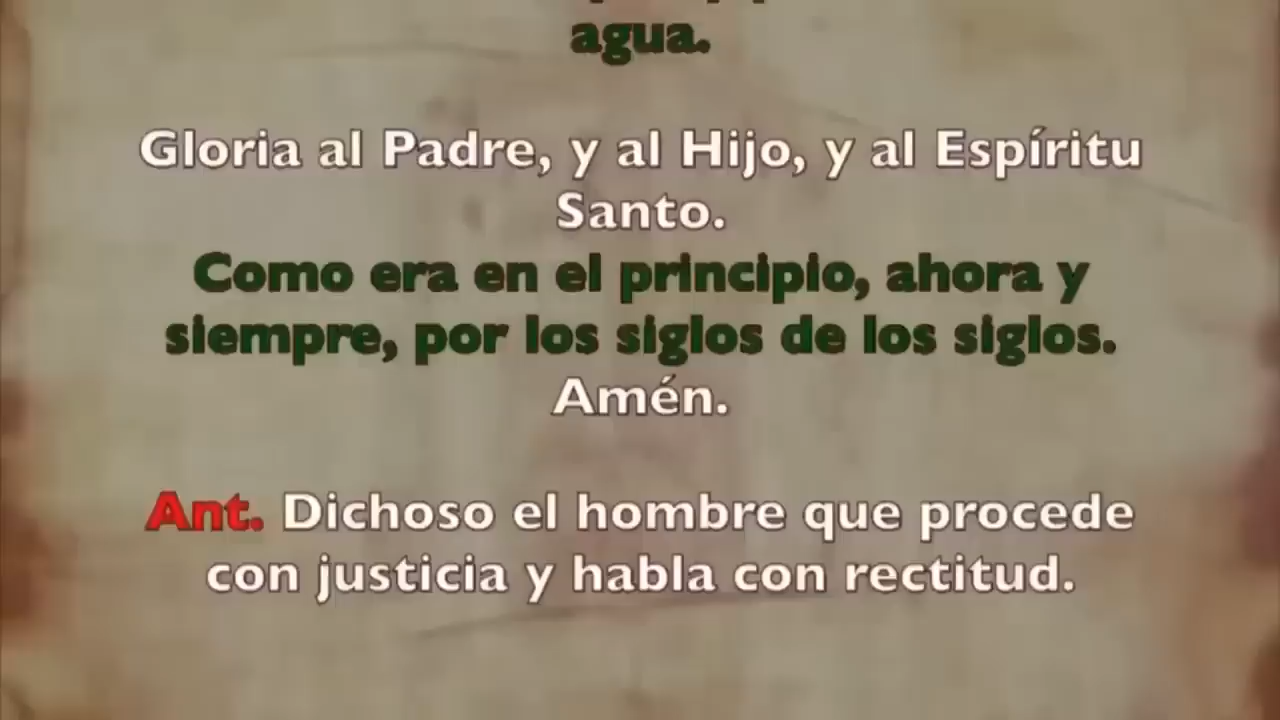 agua.
Gloria al Padre, y al Hijo, y al Espíritu
Santo.
Como era en el principio, ahora y
siempre, por los siglos de los siglos.
Amén.
Ant. Dichoso el hombre que procede
con justicia y habla con rectitud.